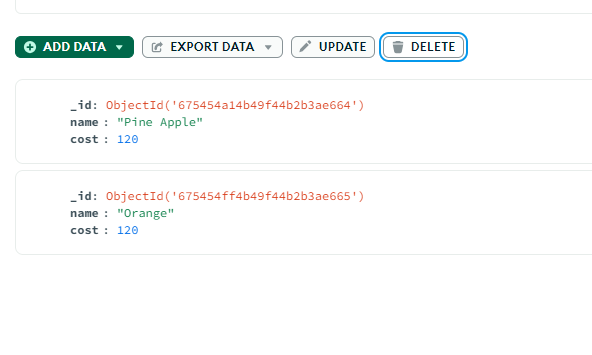 ADD DATA
EXPORT DATA
UPDATE
DELETE
_id: ObjectId('675454a14b49f44b2b3ae664')
name : "Pine Apple"
cost : 120
_id: ObjectId('675454ff4b49f44b2b3ae665')
name : "Orange"
cost : 120